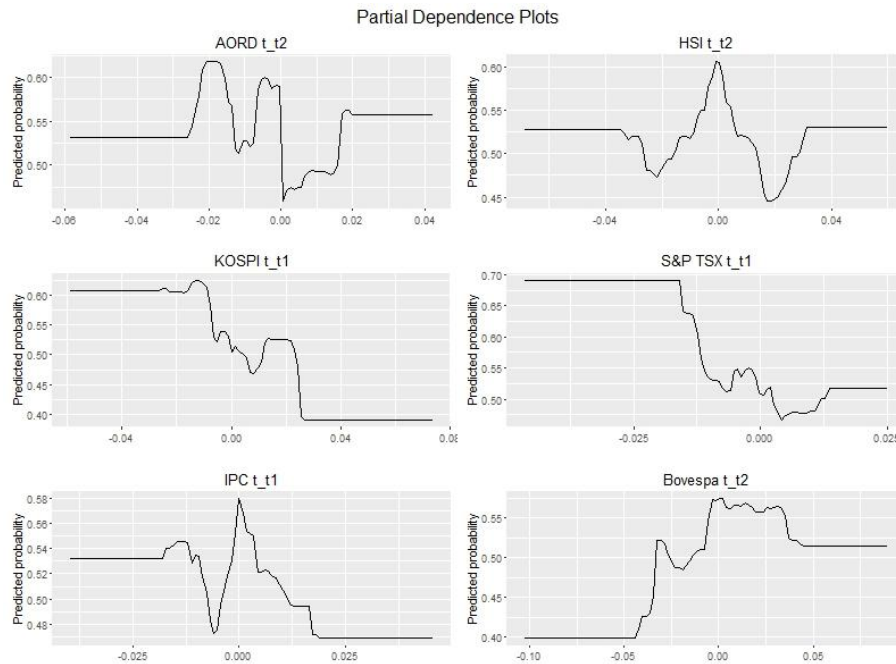 Partial Dependence Plots
AORD t_t2
Predicted probability
0.60
0.55
0.50
-0.06 -0.04 -0.02 0.00 0.02 0.04
HSI t_t2
Predicted probability
0.60
0.55
0.50
0.45
-0.04 0.00 0.04
KOSPI t_t1
Predicted probability
0.60
0.55
0.50
0.45
0.40
-0.04 0.00 0.04 0.08
S&P TSX t_t1
Predicted probability
0.70
0.65
0.60
0.55
0.50
-0.025 0.000 0.025
IPC t_t1
Predicted probability
0.58
0.56
0.54
0.52
0.50
0.48
-0.025 0.000 0.025
Bovespa t_t2
Predicted probability
0.55
0.50
0.45
0.40
-0.10 -0.05 0.00 0.05